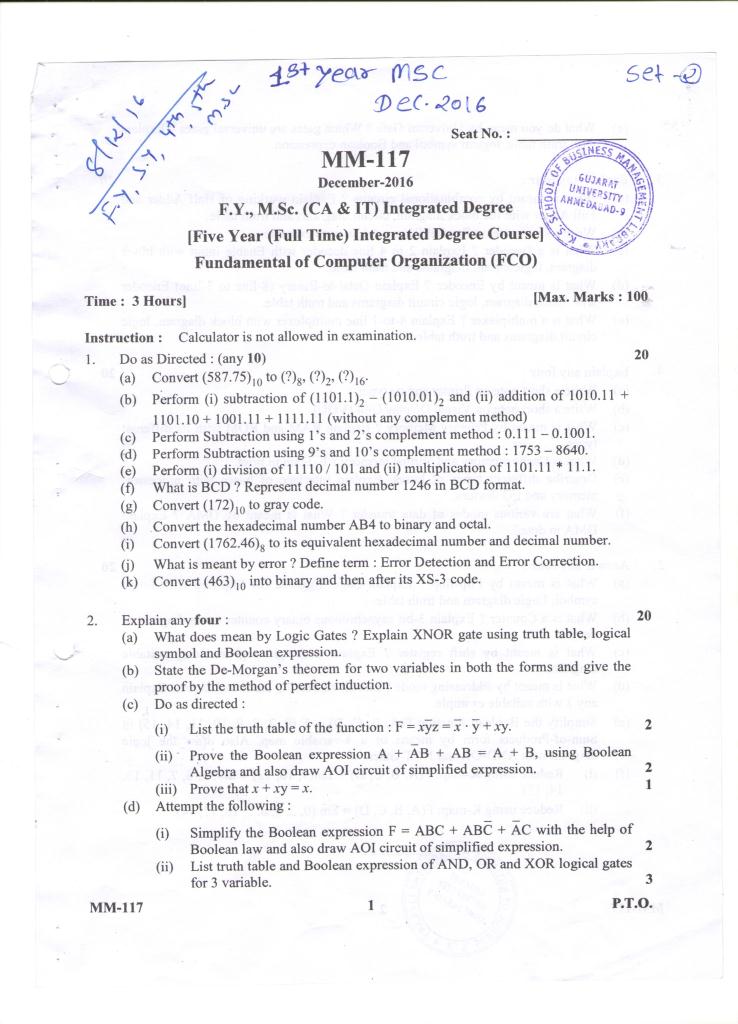 1st year MSC
Set-2
Dec-2016
8/12/16
F.Y, S.Y, 4th, 5th
MSC
Seat No. : ______
MM-117
December-2016
F.Y., M.Sc. (CA & IT) Integrated Degree
[Five Year (Full Time) Integrated Degree Course]
Fundamental of Computer Organization (FCO)
K. S. SCHOOL OF BUSINESS MANAGEMENT LIBRARY
GUJARAT
UNIVERSITY
AHMEDABAD-9
Time : 3 Hours]
[Max. Marks : 100
Instruction : Calculator is not allowed in examination.
1. Do as Directed : (any 10) 20
(a) Convert (587.75)₁₀ to (?)₈, (?)₂, (?)₁₆.
(b) Perform (i) subtraction of (1101.1)₂ – (1010.01)₂ and (ii) addition of 1010.11 +
1101.10 + 1001.11 + 1111.11 (without any complement method)
(c) Perform Subtraction using 1's and 2's complement method : 0.111 – 0.1001.
(d) Perform Subtraction using 9's and 10's complement method : 1753 – 8640.
(e) Perform (i) division of 11110 / 101 and (ii) multiplication of 1101.11 * 11.1.
(f) What is BCD ? Represent decimal number 1246 in BCD format.
(g) Convert (172)₁₀ to gray code.
(h) Convert the hexadecimal number AB4 to binary and octal.
(i) Convert (1762.46)₈ to its equivalent hexadecimal number and decimal number.
(j) What is meant by error ? Define term : Error Detection and Error Correction.
(k) Convert (463)₁₀ into binary and then after its XS-3 code.
2. Explain any four : 20
(a) What does mean by Logic Gates ? Explain XNOR gate using truth table, logical
symbol and Boolean expression.
(b) State the De-Morgan's theorem for two variables in both the forms and give the
proof by the method of perfect induction.
(c) Do as directed :
(i) List the truth table of the function : F = xy̅z = x̅ · y̅ + xy. 2
(ii) Prove the Boolean expression A + A̅B + AB = A + B, using Boolean
Algebra and also draw AOI circuit of simplified expression. 2
(iii) Prove that x + xy = x. 1
(d) Attempt the following :
(i) Simplify the Boolean expression F = ABC + ABC̅ + A̅C with the help of
Boolean law and also draw AOI circuit of simplified expression. 2
(ii) List truth table and Boolean expression of AND, OR and XOR logical gates
for 3 variable. 3
MM-117 1 P.T.O.